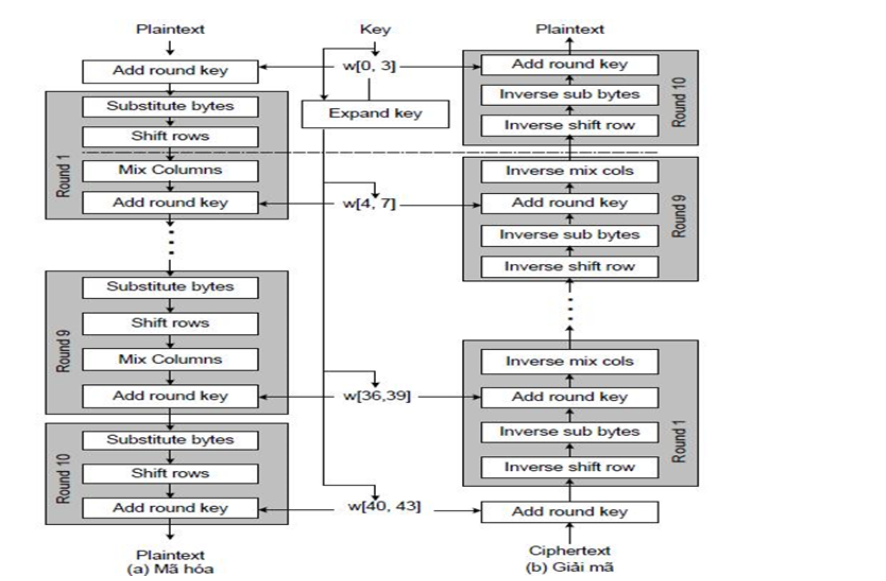 Plaintext
Key
Plaintext
Add round key
w[0, 3]
Add round key
Substitute bytes
Expand key
Inverse sub bytes
Round 10
Shift rows
Inverse shift row
Round 1
Mix Columns
Inverse mix cols
Add round key
w[4, 7]
Add round key
Round 9
Inverse sub bytes
Inverse shift row
Substitute bytes
Shift rows
Round 9
Mix Columns
Inverse mix cols
Add round key
w[36,39]
Add round key
Substitute bytes
Inverse sub bytes
Round 1
Round 10
Shift rows
Inverse shift row
Add round key
w[40, 43]
Add round key
Plaintext
Ciphertext
(a) Mã hóa
(b) Giải mã